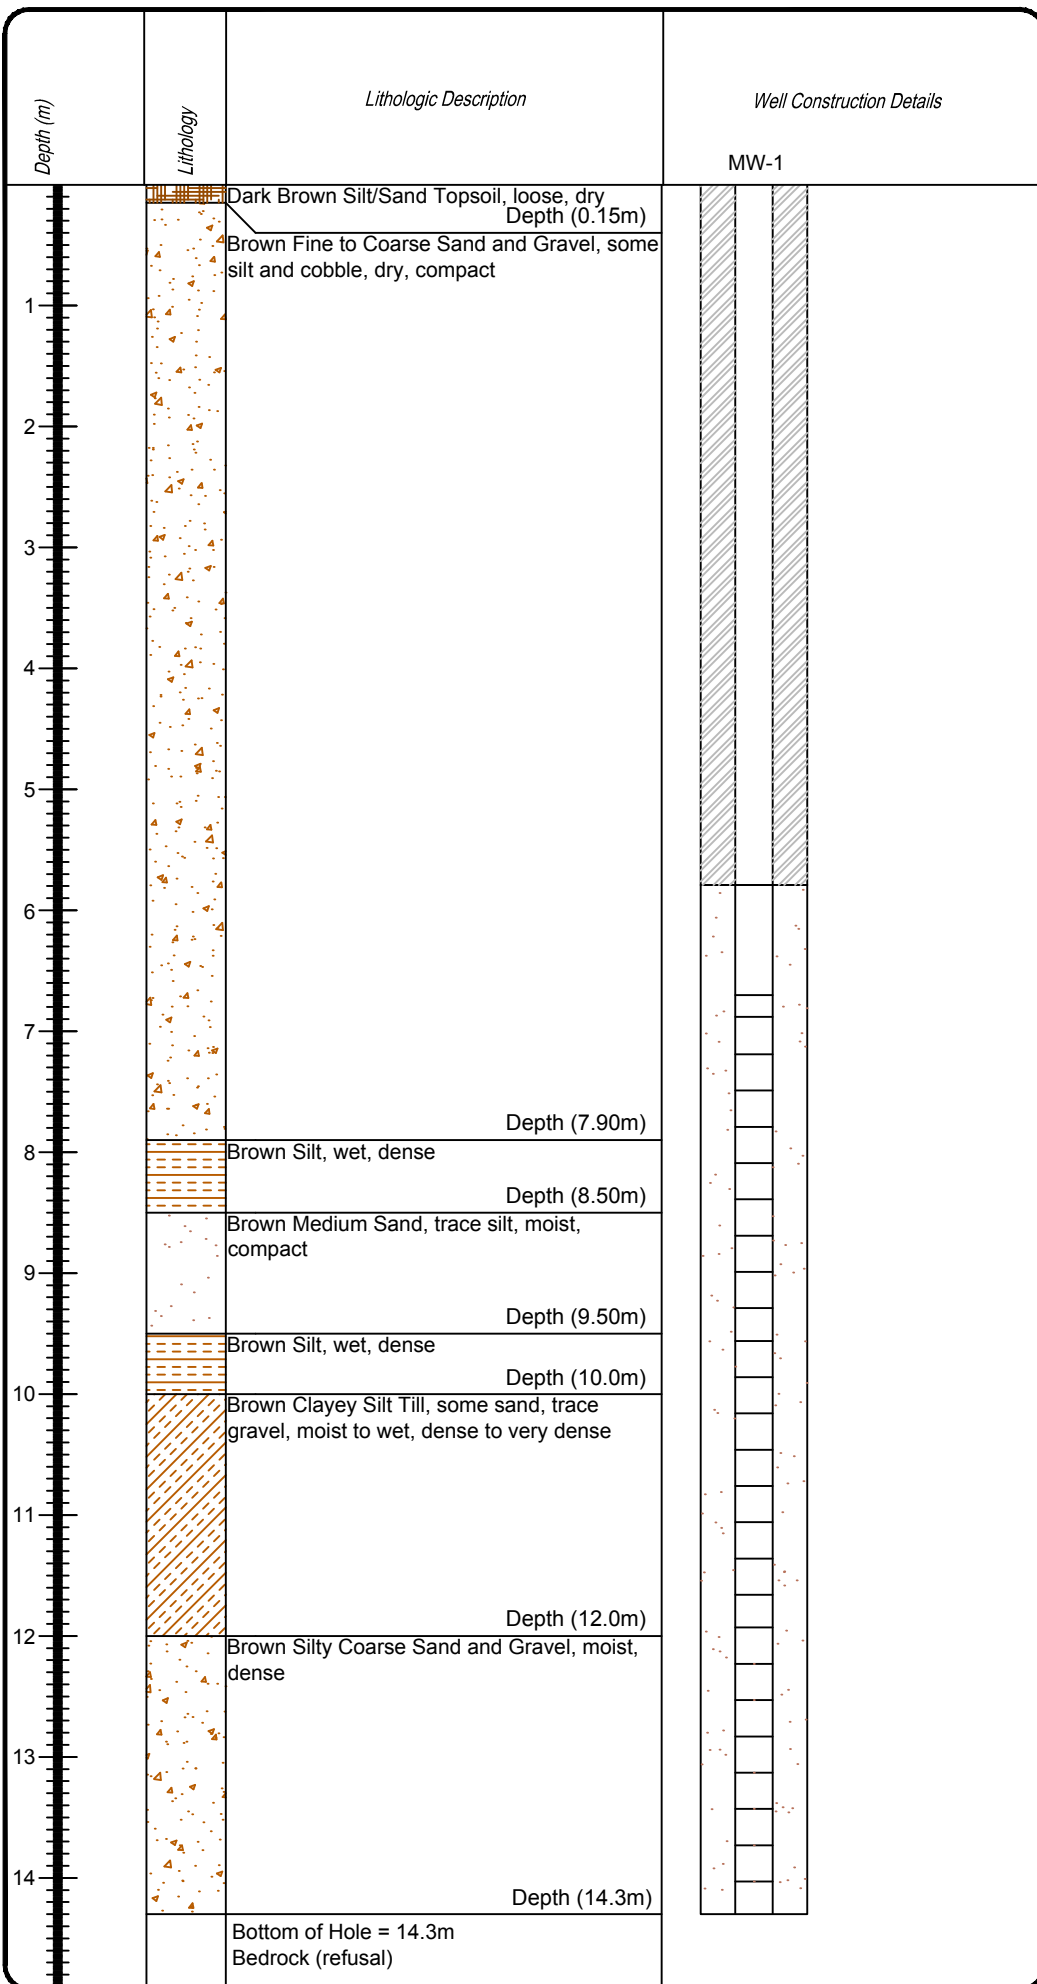 Depth (m)
Lithology
Lithologic Description
Well Construction Details
MW-1
Dark Brown Silt/Sand Topsoil, loose, dry
Depth (0.15m)
Brown Fine to Coarse Sand and Gravel, some
silt and cobble, dry, compact
1
2
3
4
5
6
7
Depth (7.90m)
8
Brown Silt, wet, dense
Depth (8.50m)
Brown Medium Sand, trace silt, moist,
compact
9
Depth (9.50m)
Brown Silt, wet, dense
Depth (10.0m)
10
Brown Clayey Silt Till, some sand, trace
gravel, moist to wet, dense to very dense
11
Depth (12.0m)
12
Brown Silty Coarse Sand and Gravel, moist,
dense
13
14
Depth (14.3m)
Bottom of Hole = 14.3m
Bedrock (refusal)